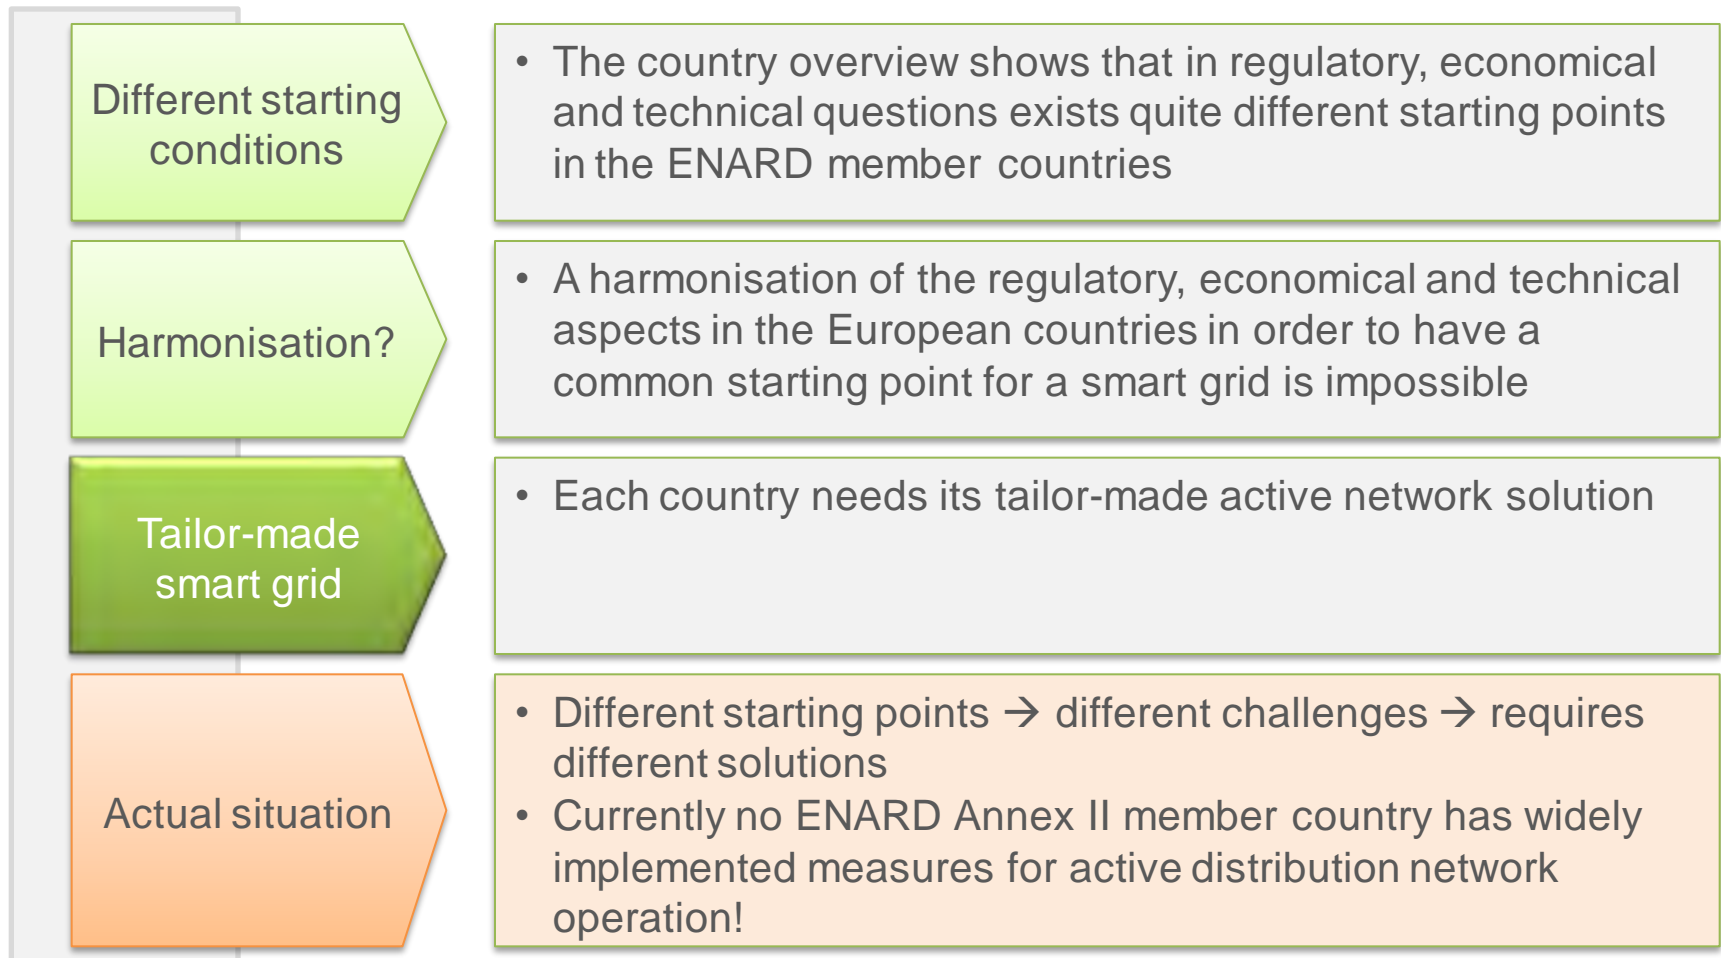 Different starting
conditions
• The country overview shows that in regulatory, economical
and technical questions exists quite different starting points
in the ENARD member countries
Harmonisation?
• A harmonisation of the regulatory, economical and technical
aspects in the European countries in order to have a
common starting point for a smart grid is impossible
Tailor-made
smart grid
• Each country needs its tailor-made active network solution
Actual situation
• Different starting points → different challenges → requires
different solutions
• Currently no ENARD Annex II member country has widely
implemented measures for active distribution network
operation!